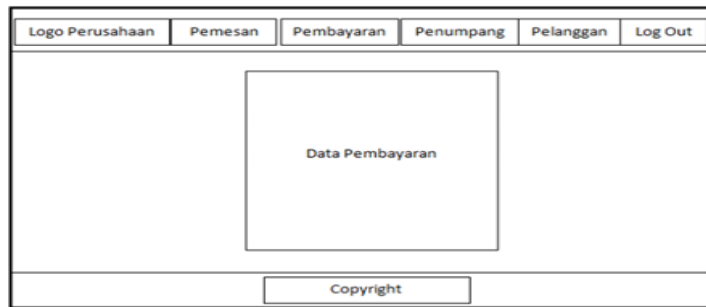 Logo Perusahaan Pemesan Pembayaran Penumpang Pelanggan Log Out
Data Pembayaran
Copyright